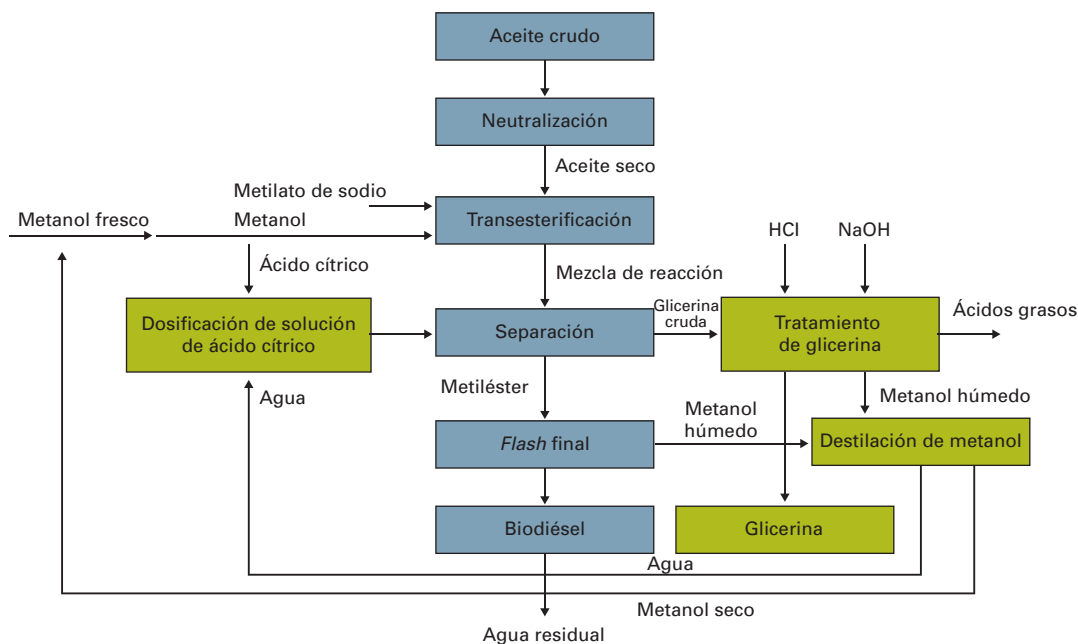 Aceite crudo
Neutralización
Aceite seco
Metilato de sodio
Metanol fresco
Metanol
Transesterificación
HCl
NaOH
Ácido cítrico
Mezcla de reacción
Dosificación de solución
de ácido cítrico
Separación
Glicerina
cruda
Tratamiento
de glicerina
Ácidos grasos
Agua
Metiléster
Metanol húmedo
Flash final
Metanol
húmedo
Destilación de metanol
Biodiésel
Glicerina
Agua
Metanol seco
Agua residual